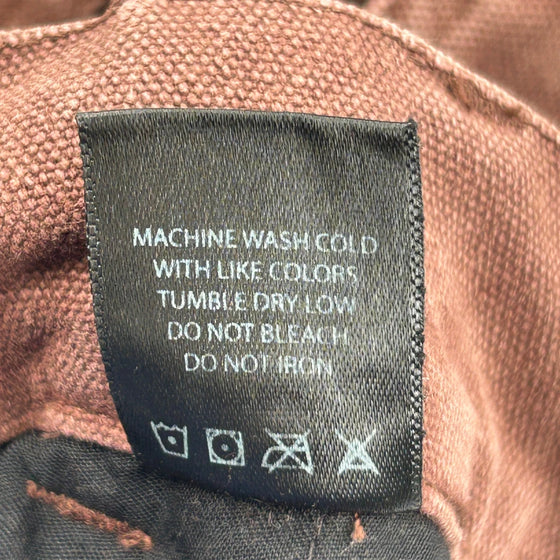 MACHINE WASH COLD
WITH LIKE COLORS
TUMBLE DRY LOW
DO NOT BLEACH
DO NOT IRON